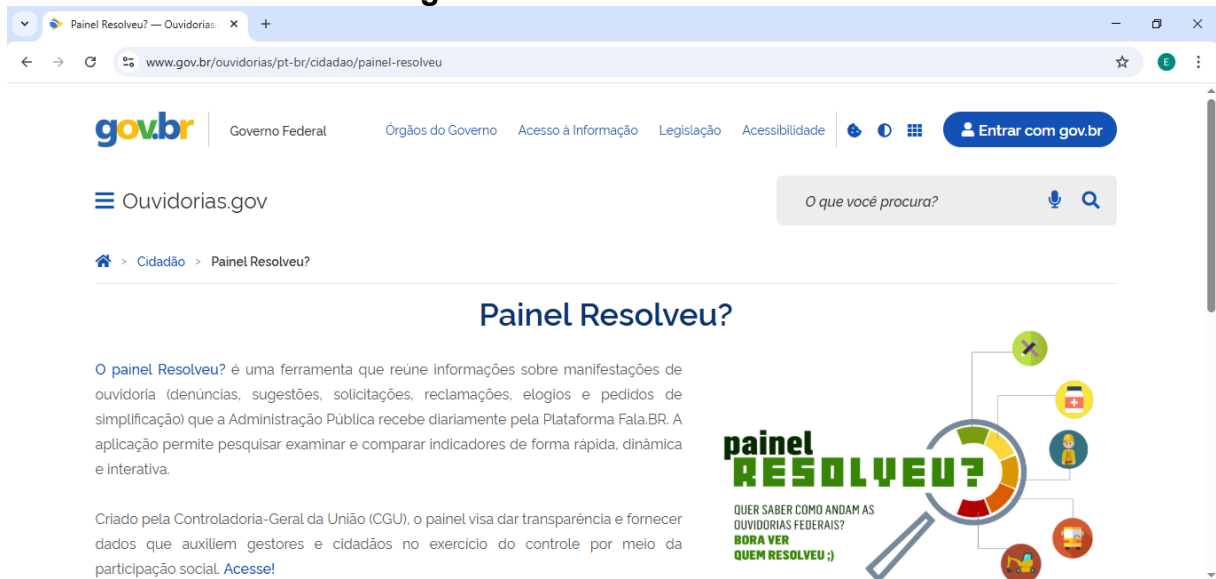 g
Painel Resolveu? — Ouvidorias.
www.gov.br/ouvidorias/pt-br/cidadao/painel-resolveu
E
gov.br
Governo Federal
Órgãos do Governo
Acesso à Informação
Legislação
Acessibilidade
Entrar com gov.br
Ouvidorias.gov
O que você procura?
> Cidadão > Painel Resolveu?
Painel Resolveu?
O painel Resolveu? é uma ferramenta que reúne informações sobre manifestações de
ouvidoria (denúncias, sugestões, solicitações, reclamações, elogios e pedidos de
simplificação) que a Administração Pública recebe diariamente pela Plataforma Fala.BR. A
aplicação permite pesquisar examinar e comparar indicadores de forma rápida, dinâmica
e interativa.
Criado pela Controladoria-Geral da União (CGU), o painel visa dar transparência e fornecer
dados que auxiliem gestores e cidadãos no exercício do controle por meio da
participação social. Acesse!
painel
RESOLVEU?
QUER SABER COMO ANDAM AS
OUVIDORIAS FEDERAIS?
BORA VER
QUEM RESOLVEU ;)